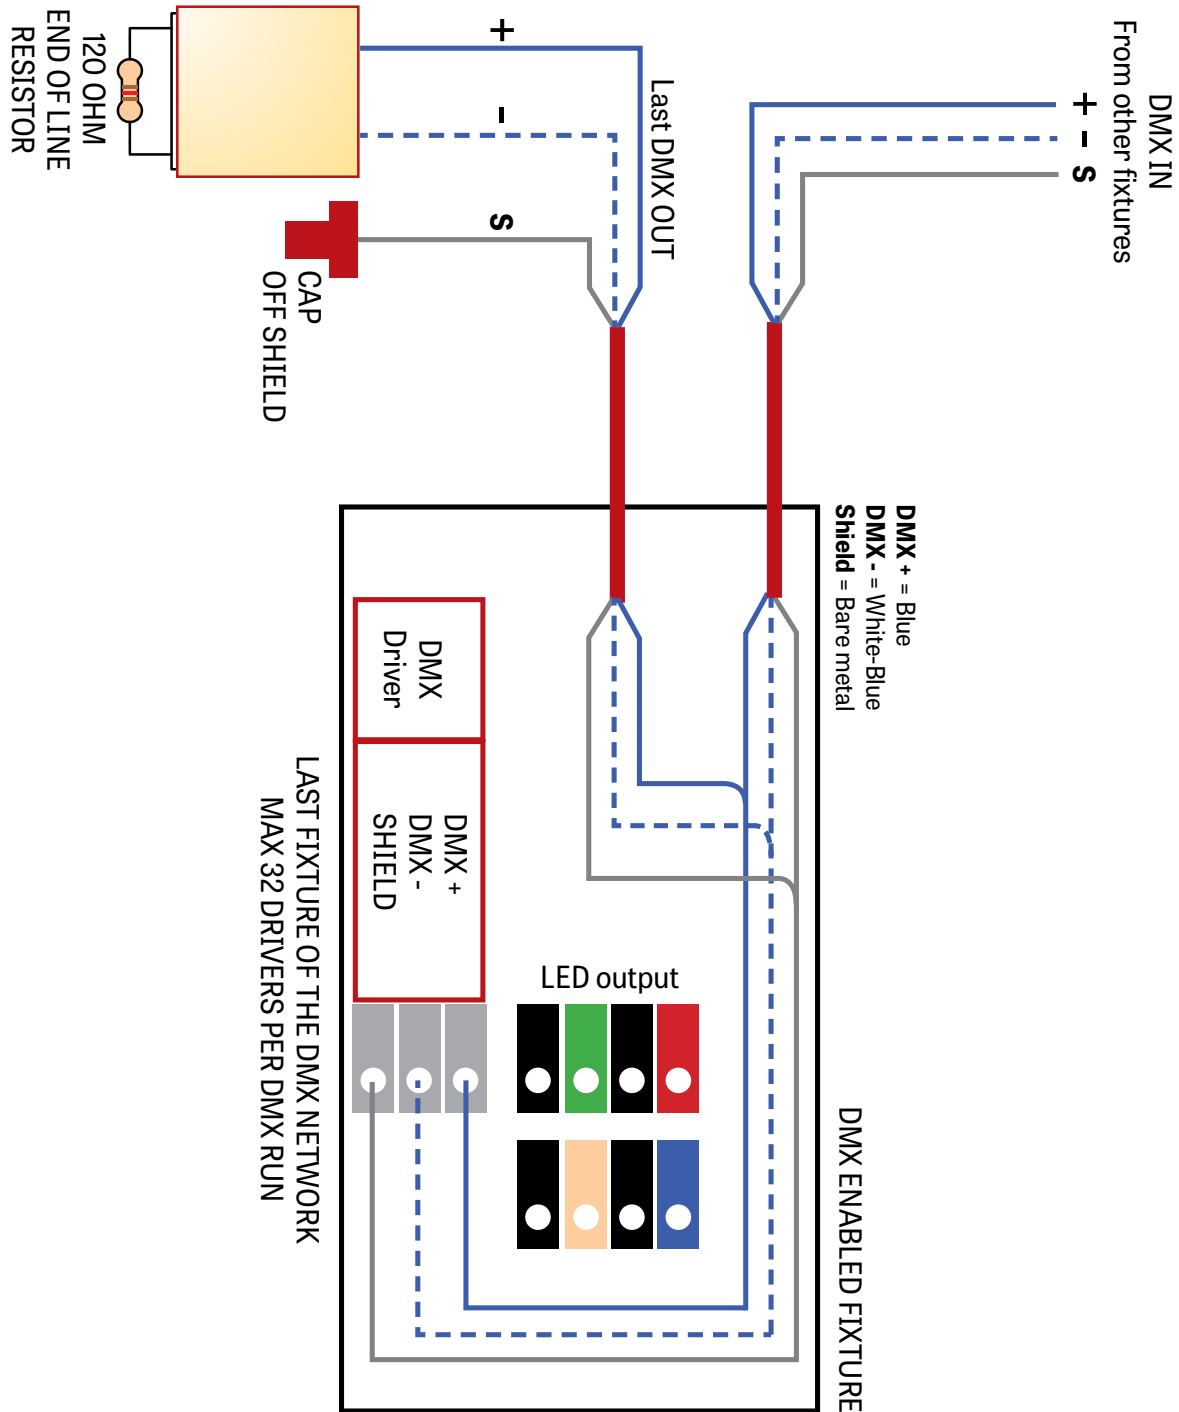 DMX IN
From other fixtures
+
-
S
Last DMX OUT
+
-
S
120 OHM
END OF LINE
RESISTOR
CAP
OFF SHIELD
DMX + = Blue
DMX - = White-Blue
Shield = Bare metal
DMX ENABLED FIXTURE
DMX
Driver
DMX +
DMX -
SHIELD
LED output
LAST FIXTURE OF THE DMX NETWORK
MAX 32 DRIVERS PER DMX RUN